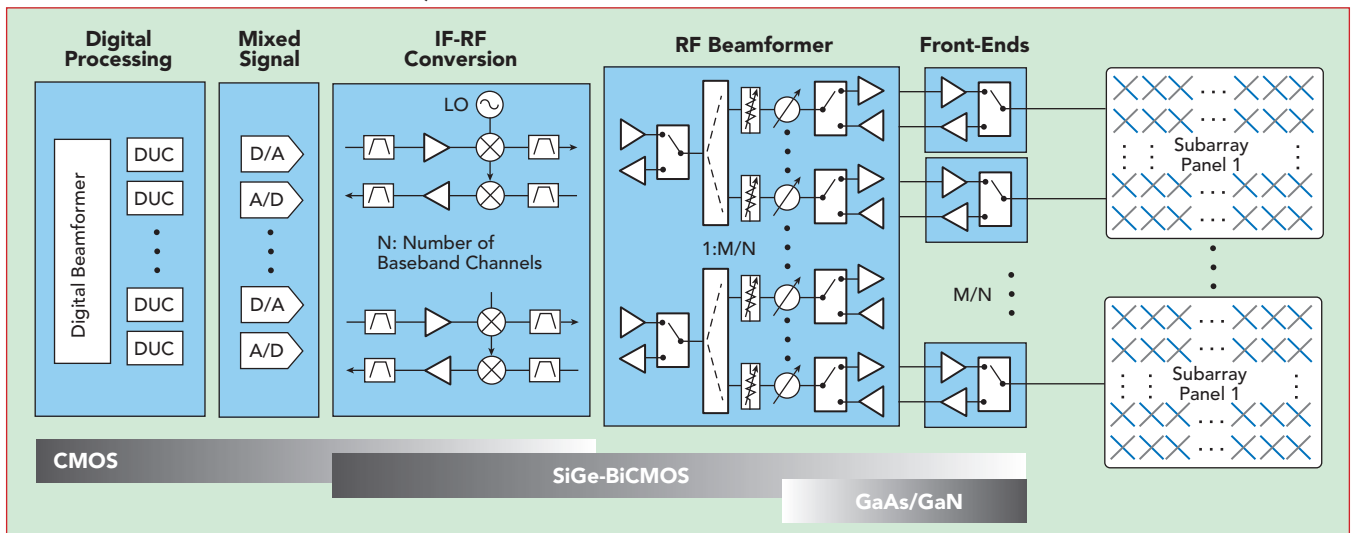 Digital
Processing
Mixed
Signal
IF-RF
Conversion
RF Beamformer
Front-Ends
Digital Beamformer
DUC
DUC
DUC
DUC
D/A
A/D
D/A
A/D
LO
N: Number of
Baseband Channels
1:M/N
M/N
Subarray
Panel 1
Subarray
Panel 1
CMOS
SiGe-BiCMOS
GaAs/GaN